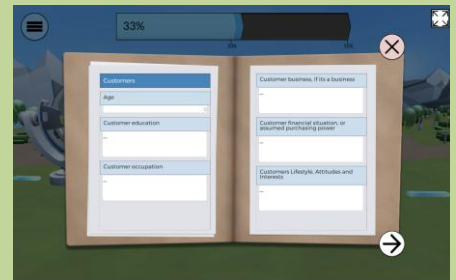 33%
Customers
Age
Customer education
...
Customer occupation
...
Customer business, if its a business
...
Customer financial situation, or
assumed purchasing power
...
Customers Lifestyle, Attitudes and
Interests
...